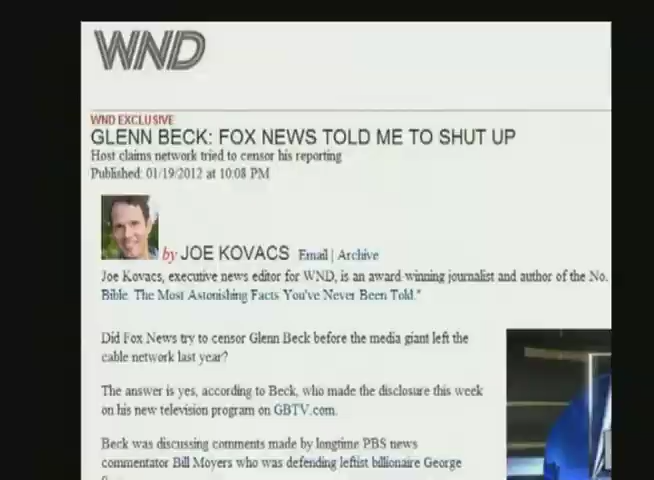 WND
WND EXCLUSIVE
GLENN BECK: FOX NEWS TOLD ME TO SHUT UP
Host claims network tried to censor his reporting
Published: 01/19/2012 at 10:08 PM
by JOE KOVACS Email | Archive
Joe Kovacs, executive news editor for WND, is an award-winning journalist and author of the No.
Bible: The Most Astonishing Facts You've Never Been Told."
Did Fox News try to censor Glenn Beck before the media giant left the
cable network last year?
The answer is yes, according to Beck, who made the disclosure this week
on his new television program on GBTV.com.
Beck was discussing comments made by longtime PBS news
commentator Bill Moyers who was defending leftist billionaire George